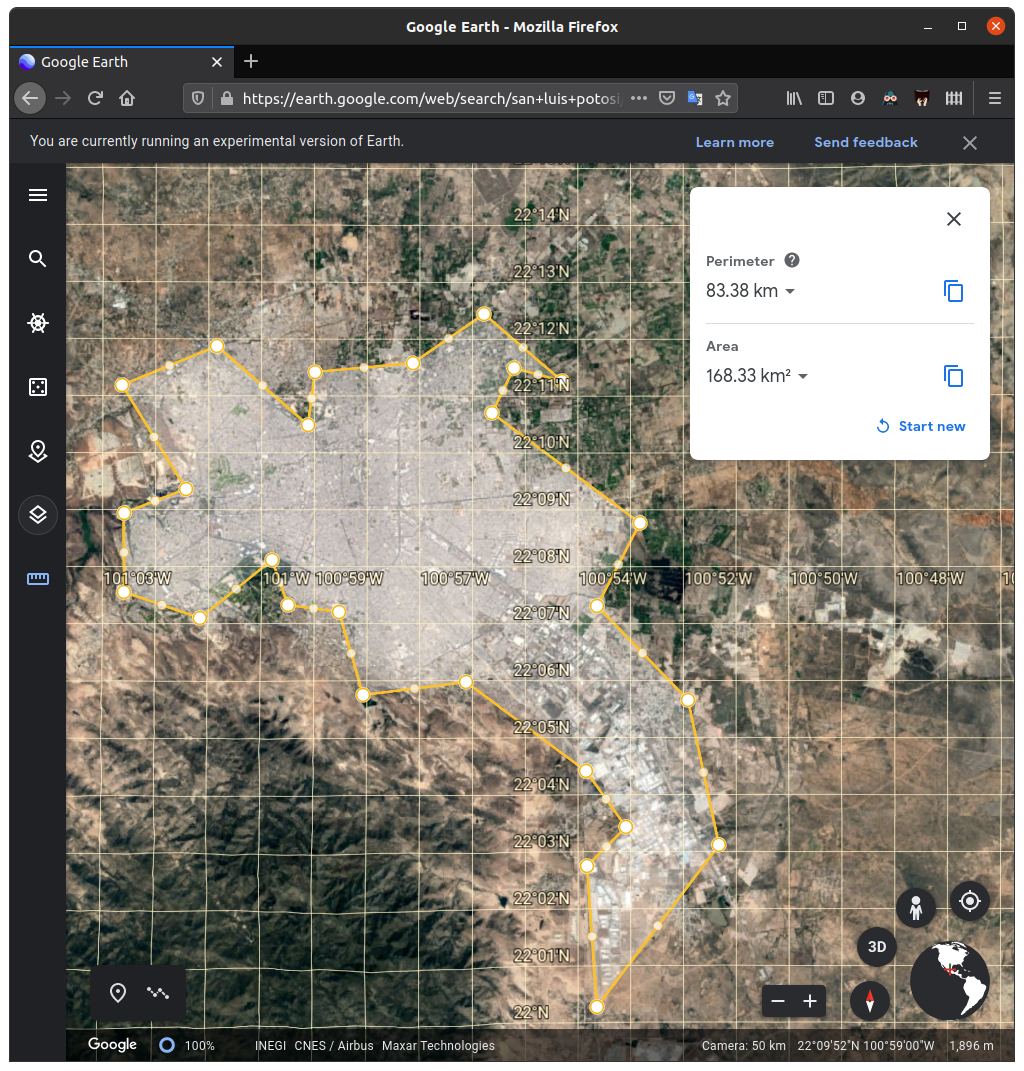 Google Earth - Mozilla Firefox
Google Earth
https://earth.google.com/web/search/san+luis+potosi
You are currently running an experimental version of Earth.
Learn more
Send feedback
22°14'N
22°13'N
22°12'N
22°11'N
22°10'N
22°09'N
22°08'N
101°03'W 101°W 100°59'W 100°57'W 100°54'W 100°52'W 100°50'W 100°48'W
22°07'N
22°06'N
22°05'N
22°04'N
22°03'N
22°02'N
22°01'N
22°N
Perimeter
83.38 km
Area
168.33 km²
Start new
3D
Google 100% INEGI CNES / Airbus Maxar Technologies Camera: 50 km 22°09'52"N 100°59'00"W 1,896 m